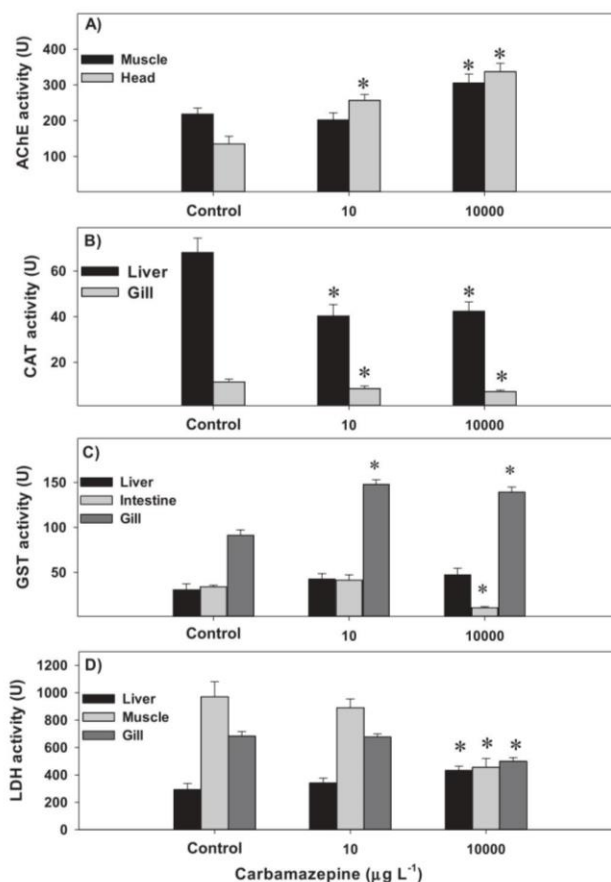 A)
AChE activity (U)
400
300
200
100
Muscle
Head
*
* *
Control 10 10000
B)
CAT activity (U)
60
40
20
Liver
Gill
* *
* *
Control 10 10000
C)
GST activity (U)
150
100
50
Liver
Intestine
Gill
* *
*
Control 10 10000
D)
LDH activity (U)
1200
1000
800
600
400
200
0
Liver
Muscle
Gill
* * *
Control 10 10000
Carbamazepine (µg L⁻¹)